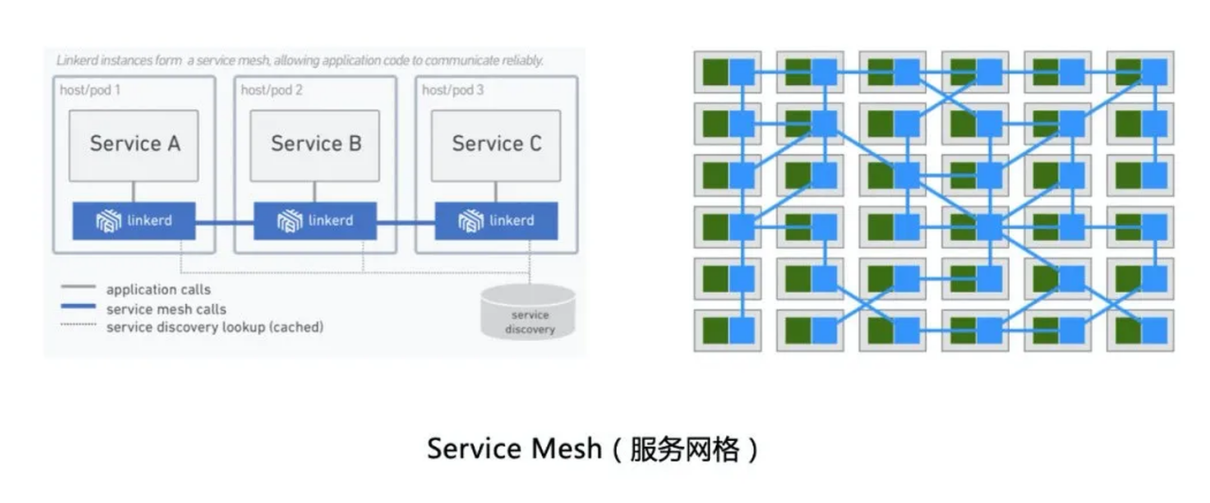 Linkerd instances form a service mesh, allowing application code to communicate reliably.
host/pod 1
host/pod 2
host/pod 3
Service A
Service B
Service C
linkerd
linkerd
linkerd
application calls
service mesh calls
service discovery lookup (cached)
service
discovery
Service Mesh（服务网格）